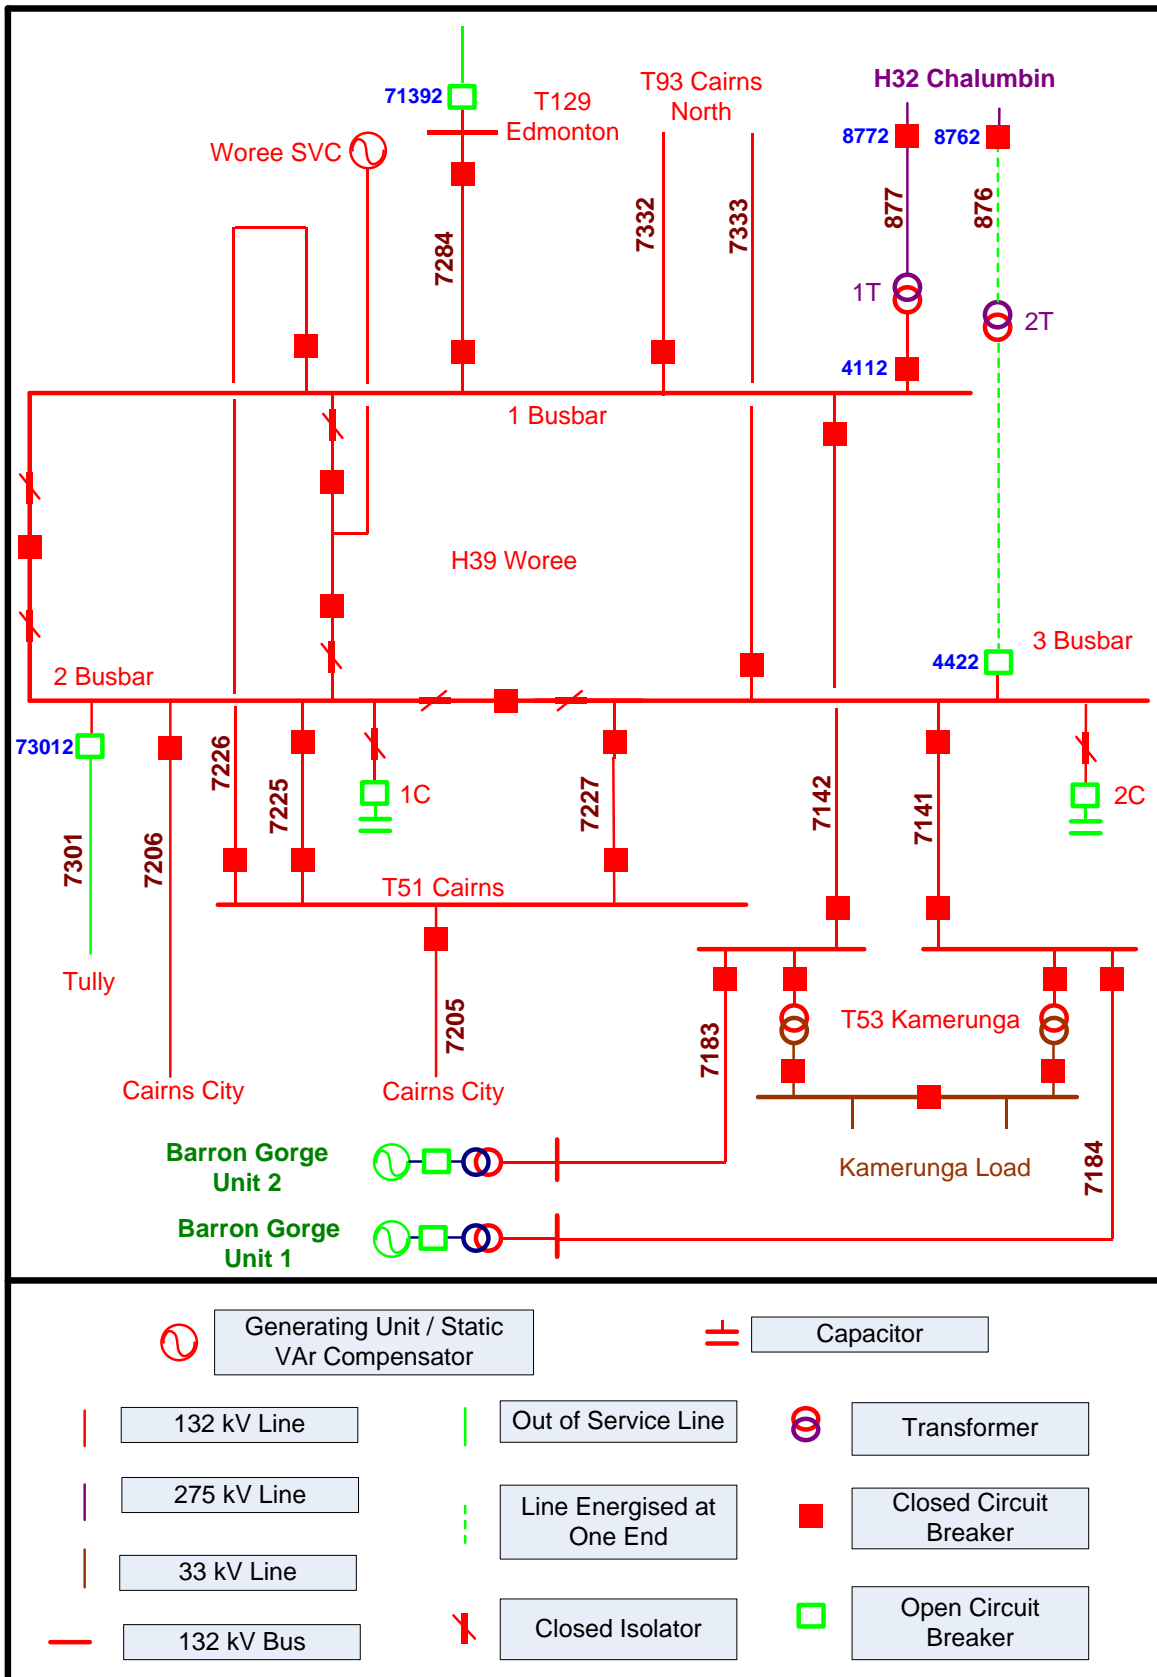 71392
T129
Edmonton
T93 Cairns
North
H32 Chalumbin
8772
8762
Woree SVC
7284
7332
7333
877
876
1T
2T
4112
1 Busbar
H39 Woree
2 Busbar
3 Busbar
4422
73012
7226
7225
1C
7227
7142
7141
2C
7301
7206
T51 Cairns
Tully
7205
7183
T53 Kamerunga
Cairns City
Cairns City
Barron Gorge
Unit 2
Kamerunga Load
7184
Barron Gorge
Unit 1
Generating Unit / Static
VAr Compensator
Capacitor
132 kV Line
Out of Service Line
Transformer
275 kV Line
Line Energised at
One End
Closed Circuit
Breaker
33 kV Line
132 kV Bus
Closed Isolator
Open Circuit
Breaker